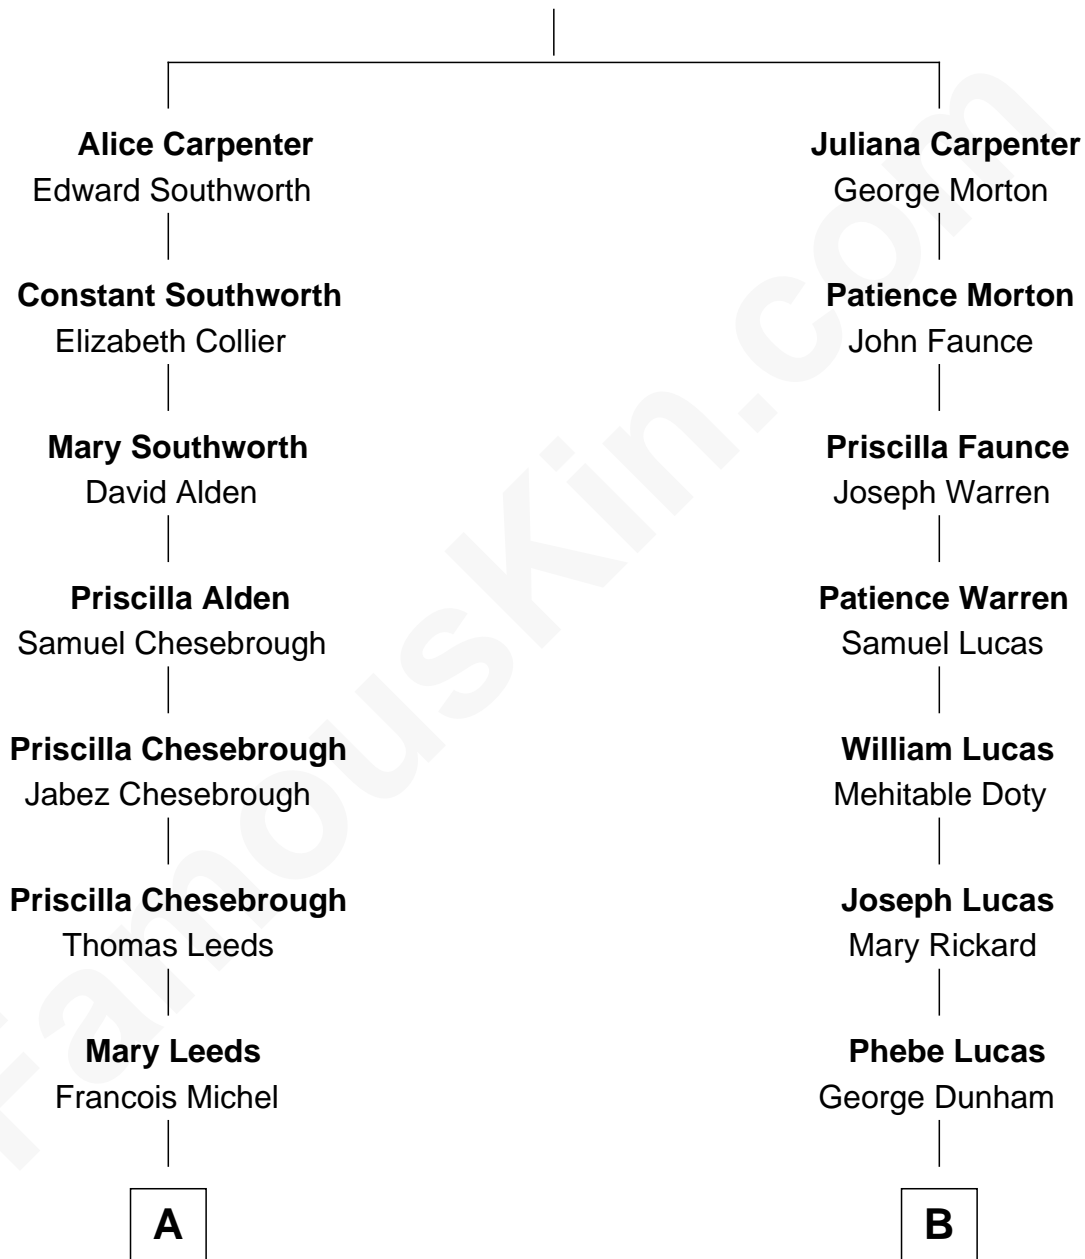 Alice Carpenter
Edward Southworth
Constant Southworth
Elizabeth Collier
Mary Southworth
David Alden
Priscilla Alden
Samuel Chesebrough
Priscilla Chesebrough
Jabez Chesebrough
Priscilla Chesebrough
Thomas Leeds
Mary Leeds
Francois Michel
A
Juliana Carpenter
George Morton
Patience Morton
John Faunce
Priscilla Faunce
Joseph Warren
Patience Warren
Samuel Lucas
William Lucas
Mehitable Doty
Joseph Lucas
Mary Rickard
Phebe Lucas
George Dunham
B
FamousKin.com